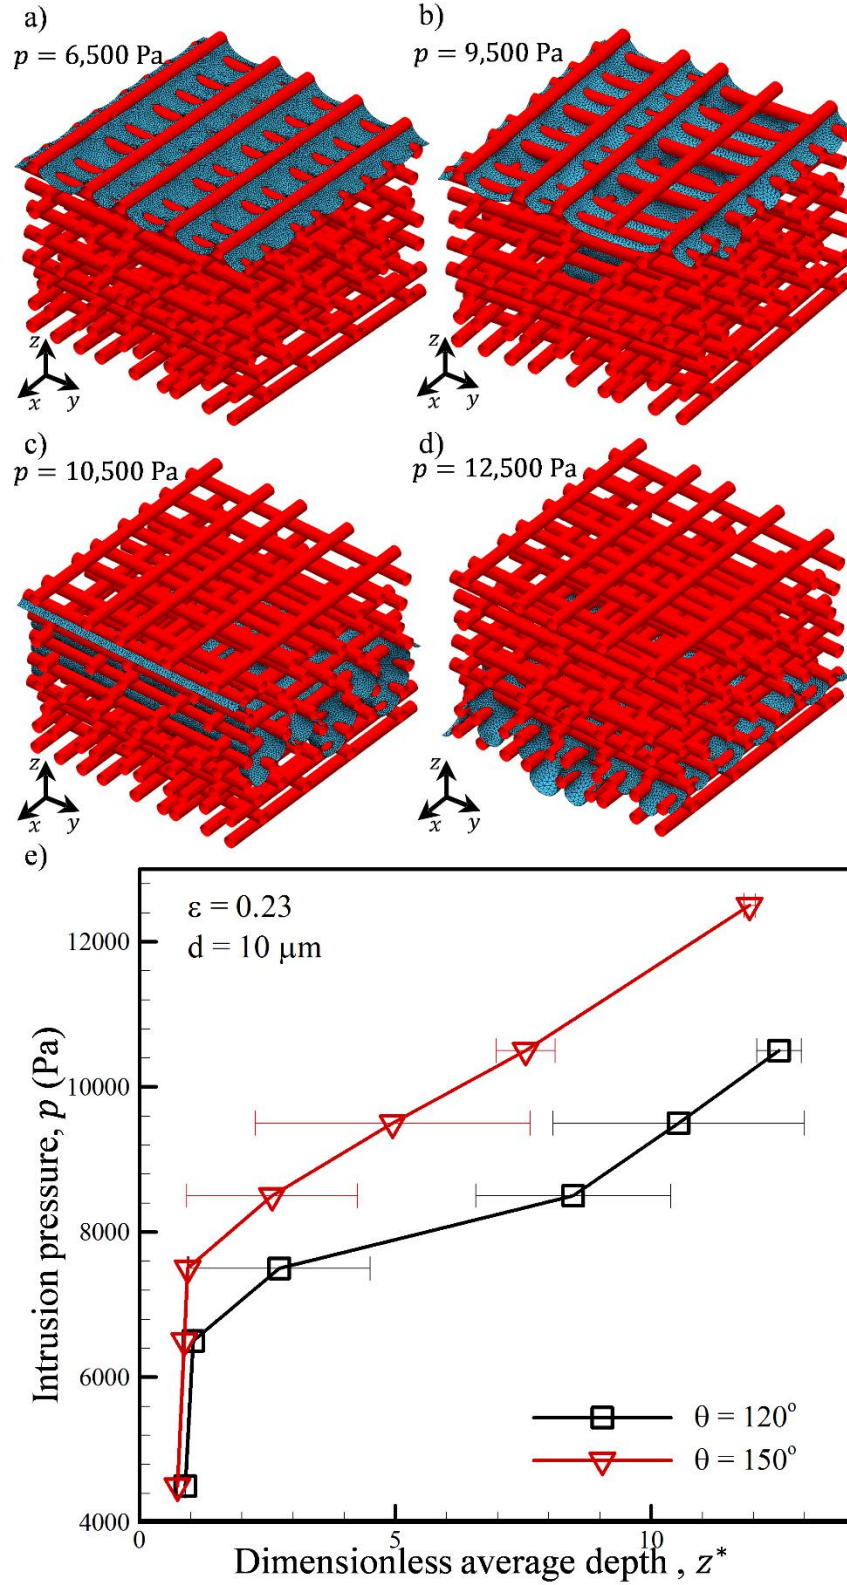 a)
p = 6,500 Pa
z
x
y
b)
p = 9,500 Pa
z
x
y
c)
p = 10,500 Pa
z
x
y
d)
p = 12,500 Pa
z
x
y
e)
ε = 0.23
d = 10 μm
12000
10000
8000
6000
4000
Intrusion pressure, p (Pa)
θ = 120°
θ = 150°
0
5
10
Dimensionless average depth , z*